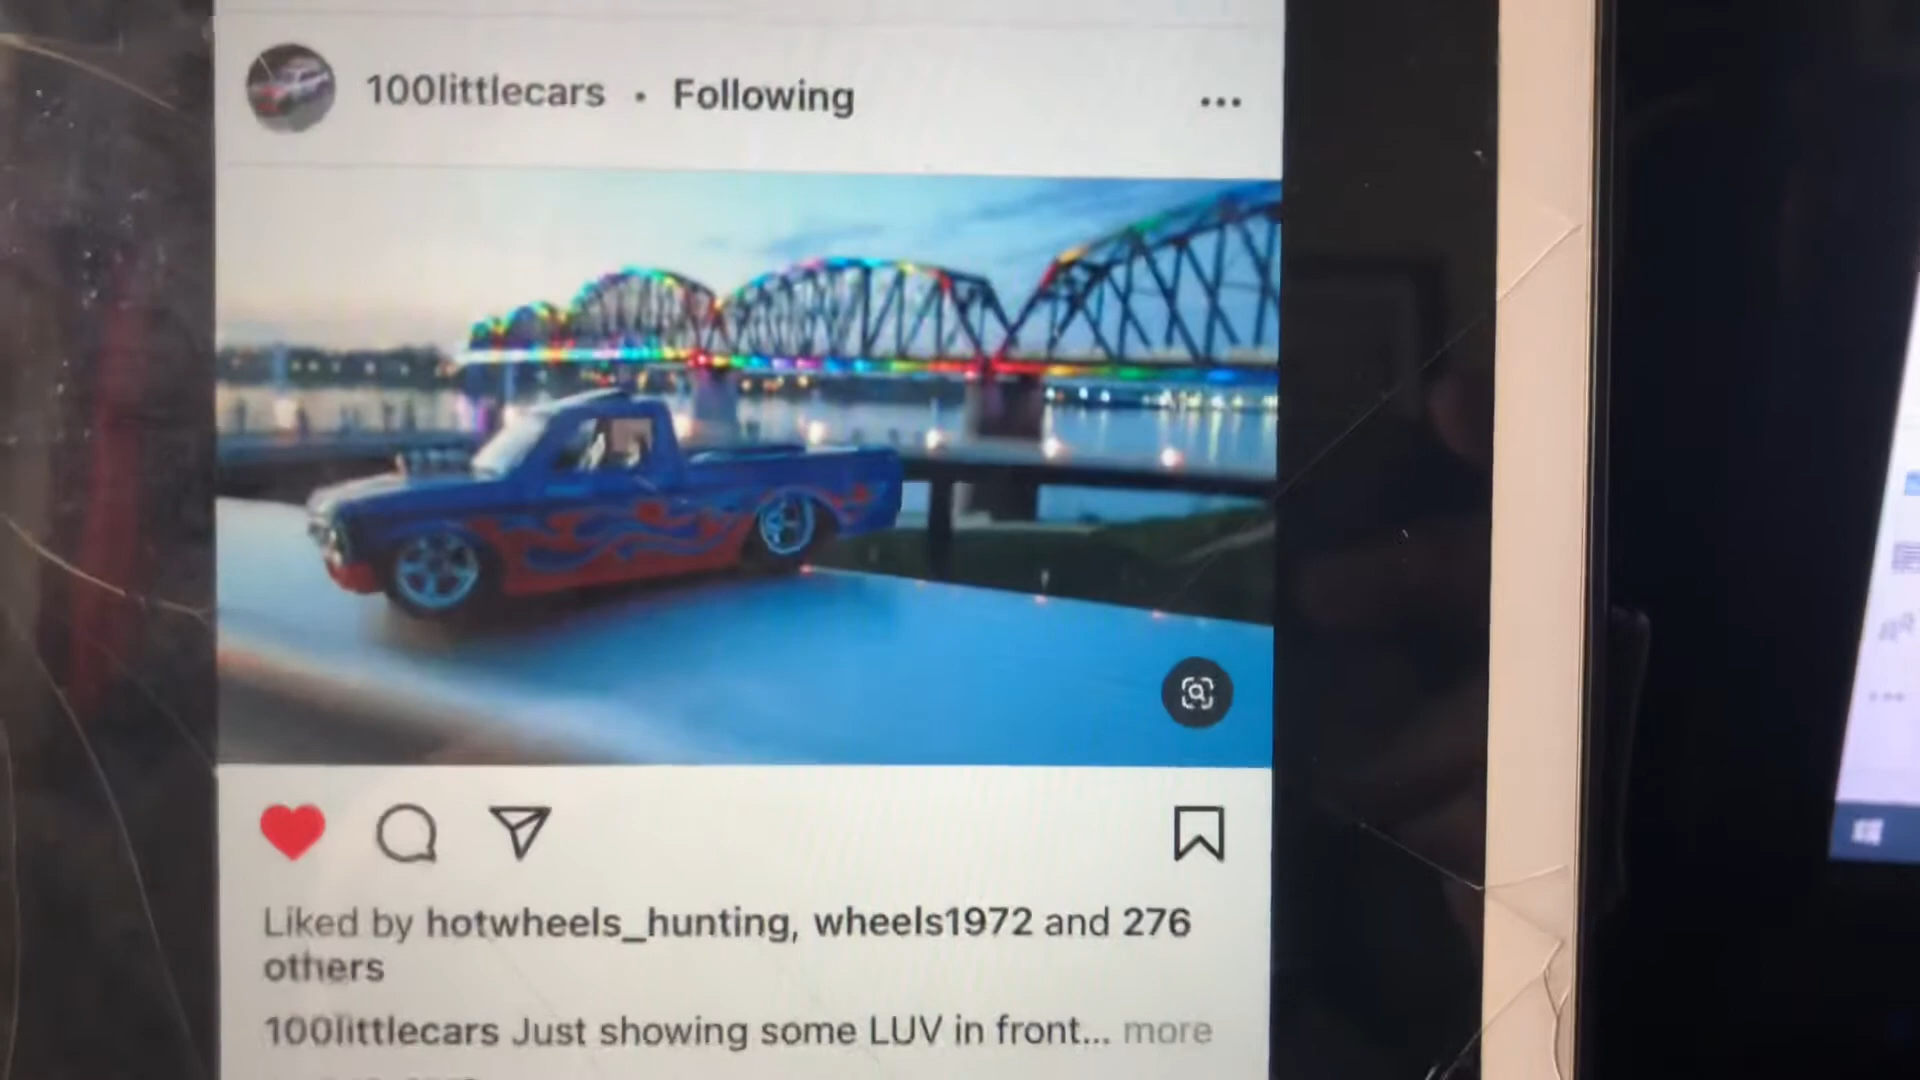 100littlecars • Following
Liked by hotwheels_hunting, wheels1972 and 276
others
100littlecars Just showing some LUV in front... more